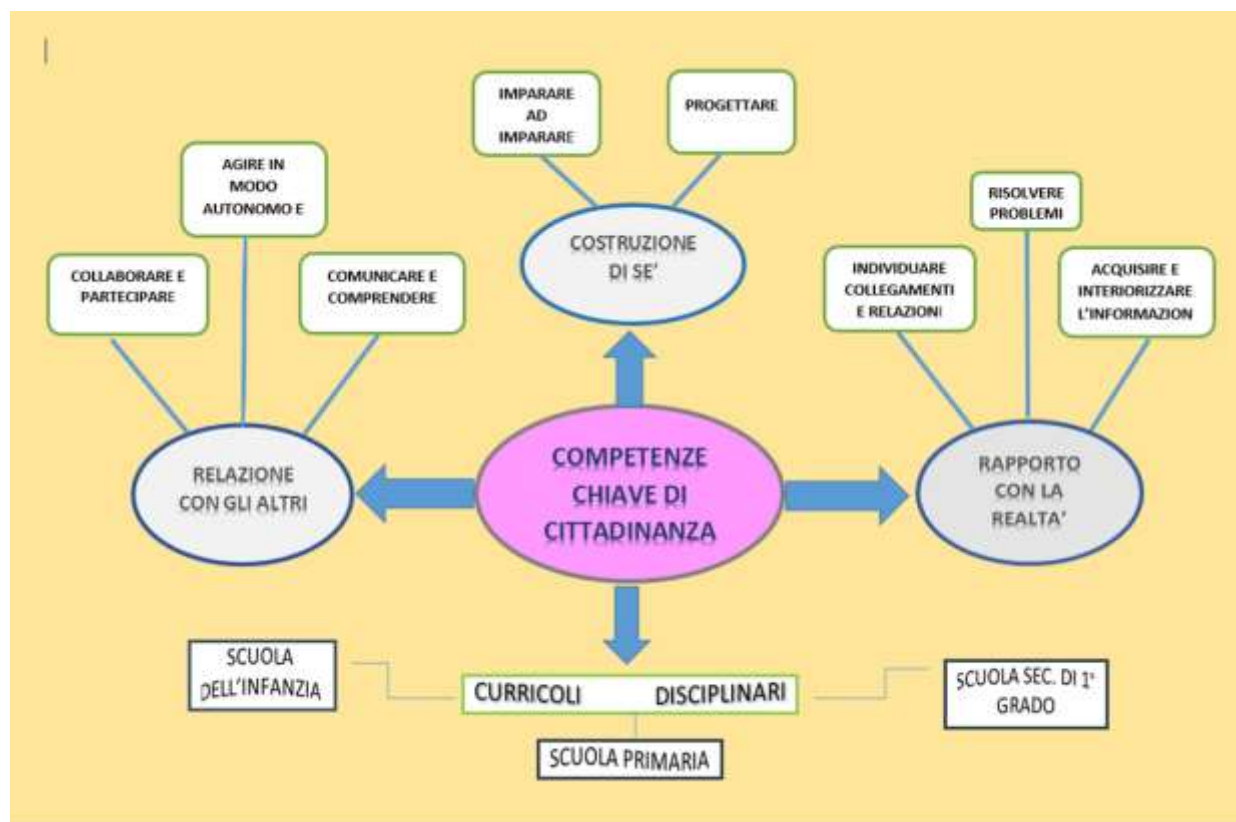 IMPARARE
AD
IMPARARE
PROGETTARE
AGIRE IN
MODO
AUTONOMO E
RISOLVERE
PROBLEMI
COLLABORARE E
PARTECIPARE
COMUNICARE E
COMPRENDERE
COSTRUZIONE
DI SE'
INDIVIDUARE
COLLEGAMENTI
E RELAZIONI
ACQUISIRE E
INTERIORIZZARE
L'INFORMAZION
RELAZIONE
CON GLI ALTRI
COMPETENZE
CHIAVE DI
CITTADINANZA
RAPPORTO
CON LA
REALTA'
SCUOLA
DELL'INFANZIA
CURRICOLI DISCIPLINARI
SCUOLA SEC. DI 1°
GRADO
SCUOLA PRIMARIA